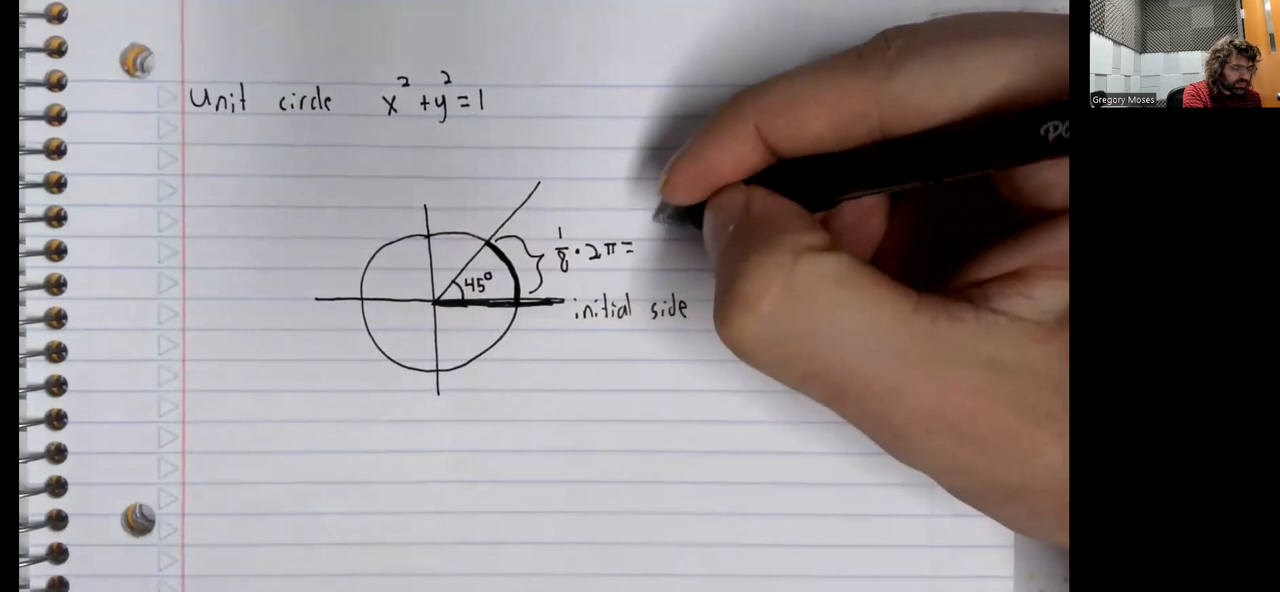 Unit circle x² + y² = 1
1/8 · 2π =
45°
initial side
Gregory Moses